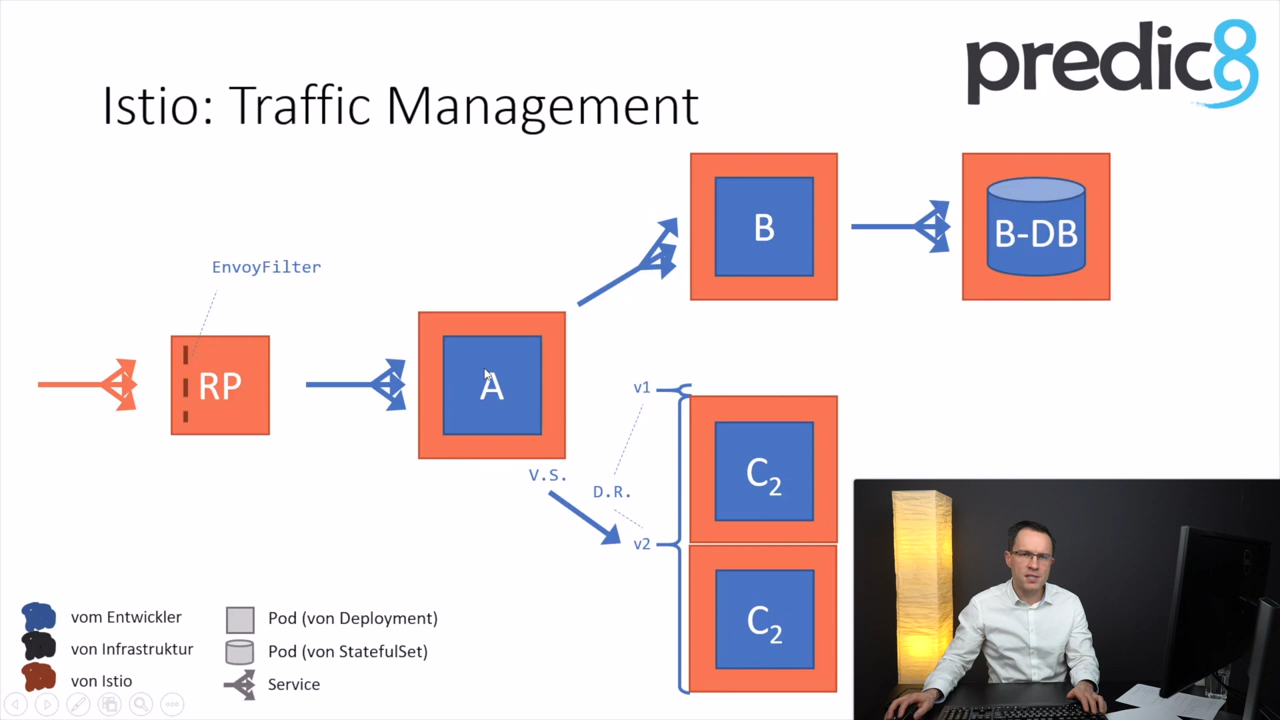 predic8
Istio: Traffic Management
B
B-DB
EnvoyFilter
RP
A
v1
C2
V.S.
D.R.
v2
C2
vom Entwickler
von Infrastruktur
von Istio
Pod (von Deployment)
Pod (von StatefulSet)
Service